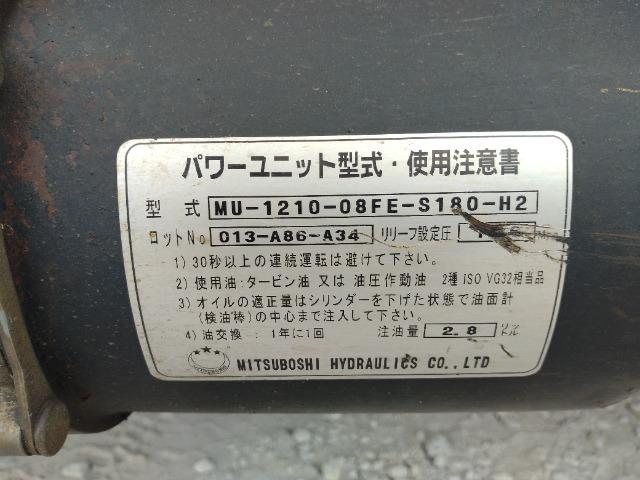 パワーユニット型式・使用注意書
型式 MU-1210-08FE-S180-H2
ロットNo 013-A86-A34 リリーフ設定圧
1) 30秒以上の連続運転は避けて下さい。
2) 使用油:タービン油 又は 油圧作動油 2種 ISO VG32相当品
3) オイルの適正量はシリンダーを下げた状態で油面計
(検油棒)の中心まで注入して下さい。
4) 油交換 : 1年に1回 注油量 2.8
MITSUBOSHI HYDRAULICS CO.,LTD